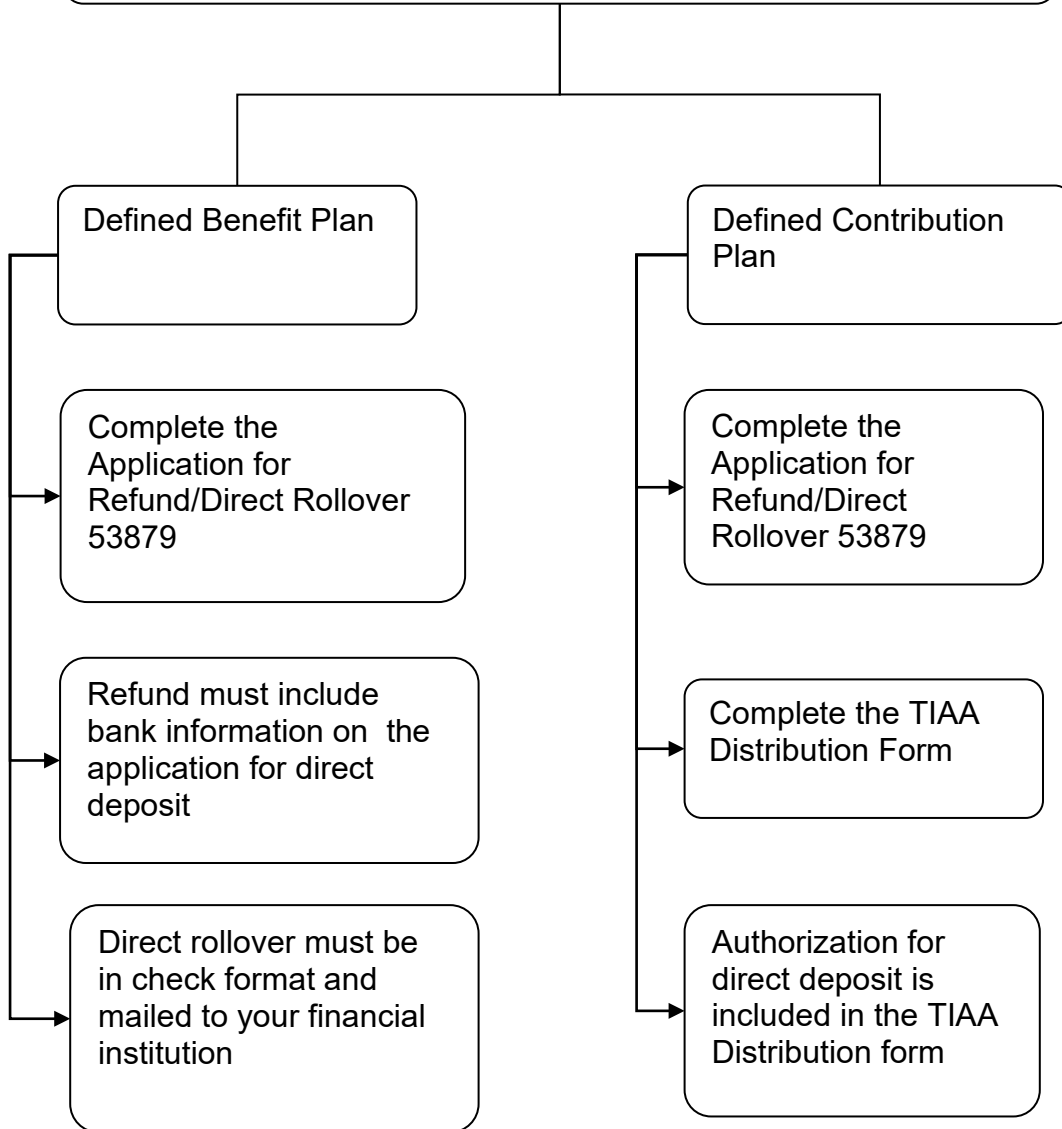 Defined Benefit Plan
Complete the
Application for
Refund/Direct Rollover
53879
Refund must include
bank information on  the
application for direct
deposit
Direct rollover must be
in check format and
mailed to your financial
institution
Defined Contribution
Plan
Complete the
Application for
Refund/Direct
Rollover 53879
Complete the TIAA
Distribution Form
Authorization for
direct deposit is
included in the TIAA
Distribution form